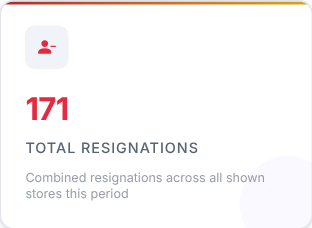 171
TOTAL RESIGNATIONS
Combined resignations across all shown
stores this period